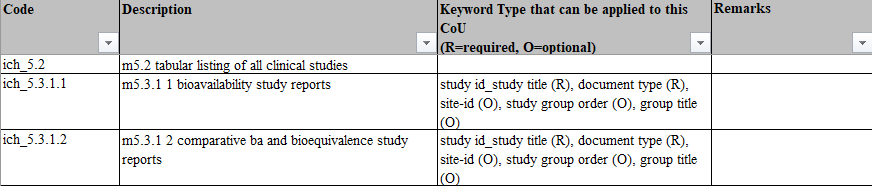 Code Description Keyword Type that can be applied to this Remarks
CoU
(R=required, O=optional)
ich_5.2 m5.2 tabular listing of all clinical studies
ich_5.3.1.1 m5.3.1 1 bioavailability study reports study id_study title (R), document type (R),
site-id (O), study group order (O), group title
(O)
ich_5.3.1.2 m5.3.1 2 comparative ba and bioequivalence study study id_study title (R), document type (R),
reports site-id (O), study group order (O), group title
(O)